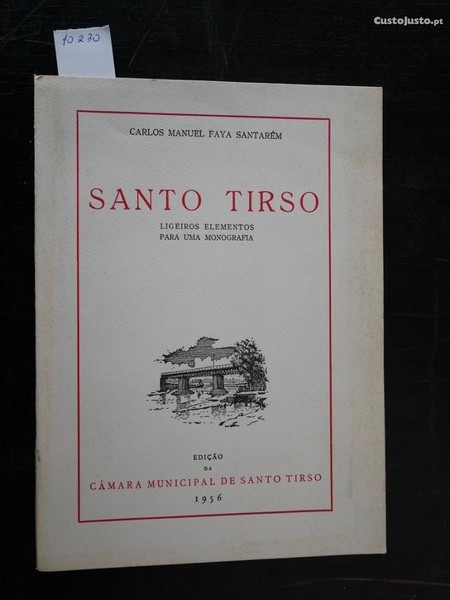 CustoJusto.pt
10230
CARLOS MANUEL FAYA SANTARÉM
SANTO TIRSO
LIGEIROS ELEMENTOS
PARA UMA MONOGRAFIA
EDIÇÃO
DA
CÂMARA MUNICIPAL DE SANTO TIRSO
1956